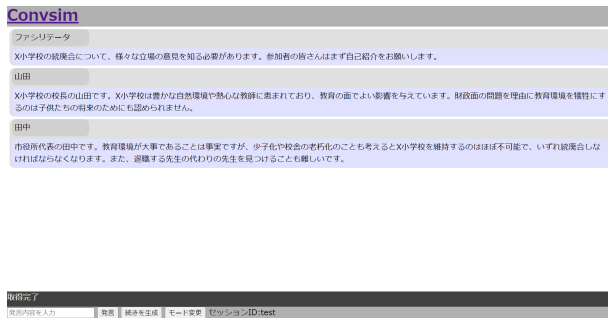 Convsim
ファシリテータ
X小学校の統廃合について、様々な立場の意見を知る必要があります。参加者の皆さんはまず自己紹介をお願いします。
山田
X小学校の校長の山田です。X小学校は豊かな自然環境や熱心な教師に恵まれており、教育の面でよい影響を与えています。財政面の問題を理由に教育環境を犠牲にす
るのは子供たちの将来のためにも認められません。
田中
市役所代表の田中です。教育環境が大事であることは事実ですが、少子化や校舎の老朽化のことも考えるとX小学校を維持するのはほぼ不可能で、いずれ統廃合しな
ければならなくなります。また、退職する先生の代わりの先生を見つけることも難しいです。
取得完了
発言内容を入力 発言 続きを生成 モード変更 セッションID:test